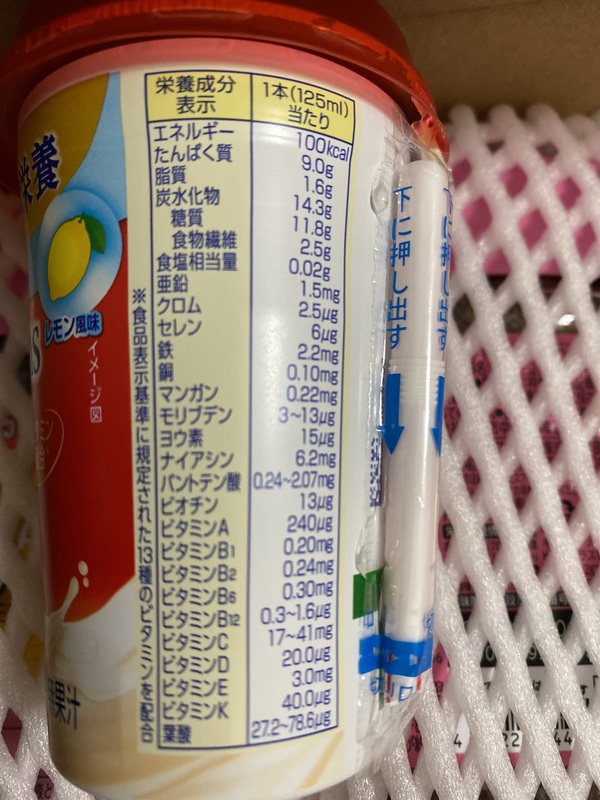 栄養成分表示 1本(125ml)当たり
エネルギー 100kcal
たんぱく質 9.0g
脂質 1.6g
炭水化物 14.3g
糖質 11.8g
食物繊維 2.5g
食塩相当量 0.02g
亜鉛 1.5mg
クロム 2.5µg
セレン 6µg
鉄 2.2mg
銅 0.10mg
マンガン 0.22mg
モリブデン 3~13µg
ヨウ素 15µg
ナイアシン 6.2mg
パントテン酸 0.24~2.07mg
ビオチン 13µg
ビタミンA 240µg
ビタミンB1 0.20mg
ビタミンB2 0.24mg
ビタミンB6 0.30mg
ビタミンB12 0.3~1.6µg
ビタミンC 17~41mg
ビタミンD 20.0µg
ビタミンE 3.0mg
ビタミンK 40.0µg
葉酸 27.2~78.6µg
※食品表示基準に規定された13種のビタミンを配合
栄養
レモン風味
イメージ図
果汁
下に押し出す
下に押し出す